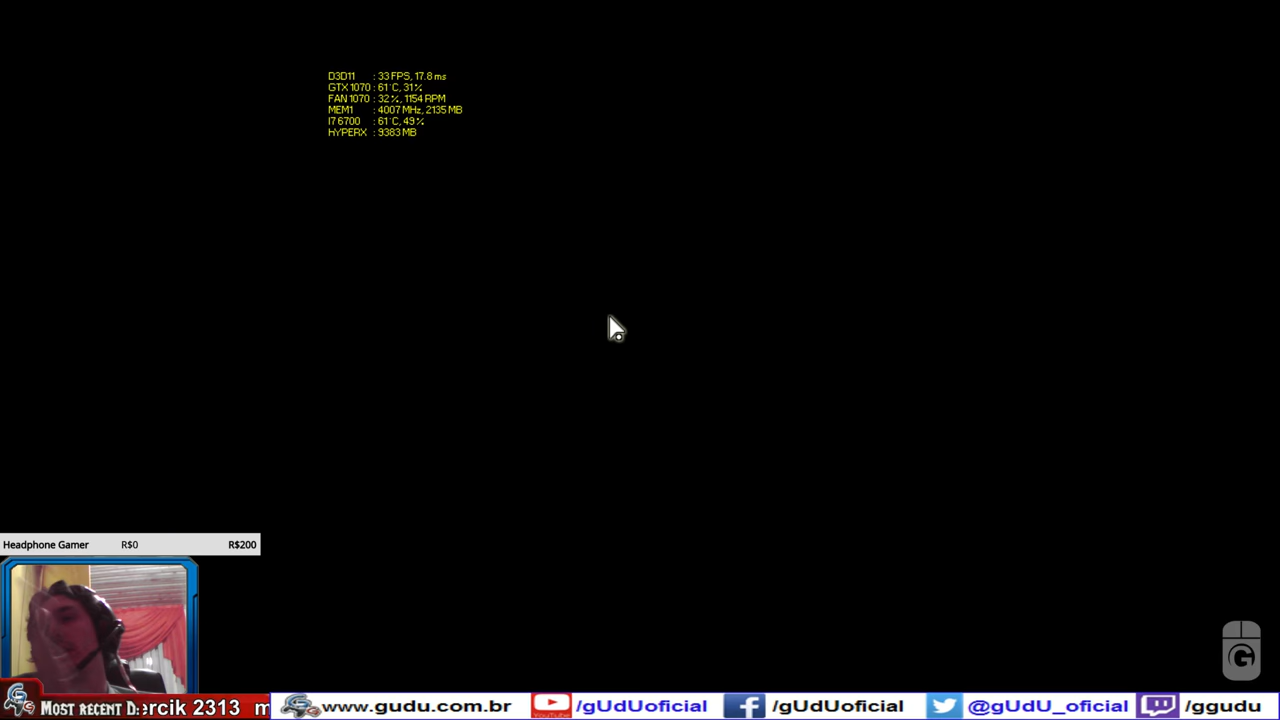 D3D11 : 33 FPS, 17.8 ms
GTX 1070 : 61°C, 31%
FAN 1070 : 32 %, 1154 RPM
MEM1 : 4007 MHz, 2135 MB
I7 6700 : 61°C, 49 %
HYPERX : 9383 MB
Headphone Gamer R$0 R$200
G
Most recent D: ercik 2313 m
www.gudu.com.br YouTube /gUdUoficial f /gUdUoficial @gUdU_oficial /ggudu